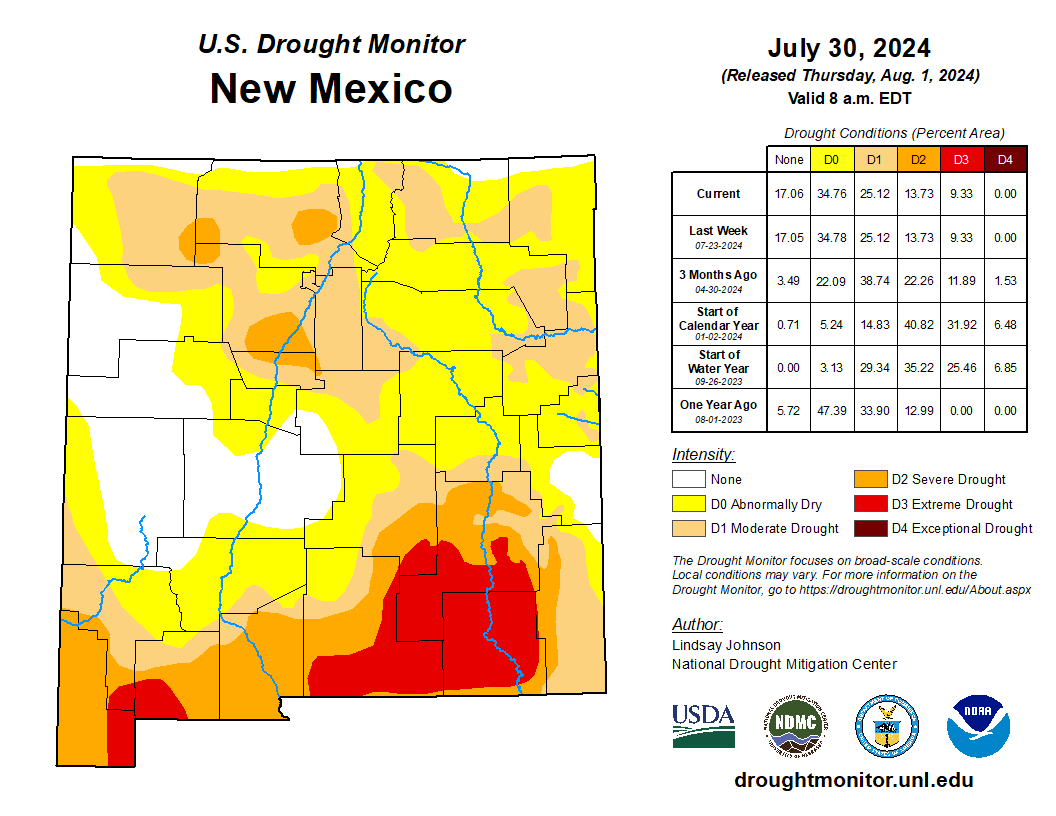 U.S. Drought Monitor
New Mexico
July 30, 2024
(Released Thursday, Aug. 1, 2024)
Valid 8 a.m. EDT
Drought Conditions (Percent Area)
None D0 D1 D2 D3 D4
Current 17.06 34.76 25.12 13.73 9.33 0.00
Last Week 17.05 34.78 25.12 13.73 9.33 0.00
07-23-2024
3 Months Ago 3.49 22.09 38.74 22.26 11.89 1.53
04-30-2024
Start of
Calendar Year 0.71 5.24 14.83 40.82 31.92 6.48
01-02-2024
Start of
Water Year 0.00 3.13 29.34 35.22 25.46 6.85
09-26-2023
One Year Ago 5.72 47.39 33.90 12.99 0.00 0.00
08-01-2023
Intensity:
None D2 Severe Drought
D0 Abnormally Dry D3 Extreme Drought
D1 Moderate Drought D4 Exceptional Drought
The Drought Monitor focuses on broad-scale conditions.
Local conditions may vary. For more information on the
Drought Monitor, go to https://droughtmonitor.unl.edu/About.aspx
Author:
Lindsay Johnson
National Drought Mitigation Center
USDA
NDMC
NOAA
droughtmonitor.unl.edu